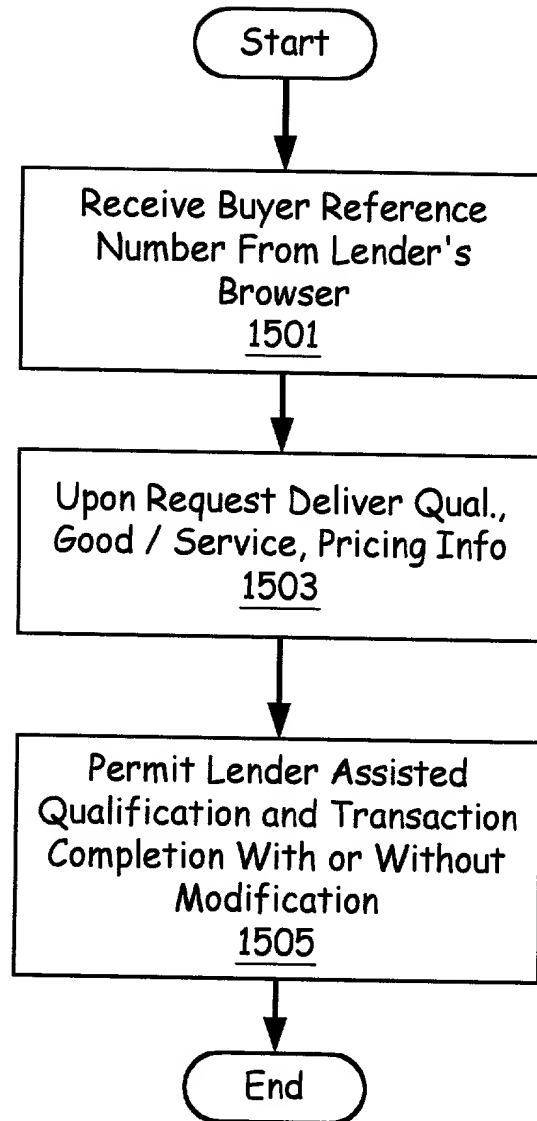 Start
Receive Buyer Reference
Number From Lender's
Browser
1501
Upon Request Deliver Qual.,
Good / Service, Pricing Info
1503
Permit Lender Assisted
Qualification and Transaction
Completion With or Without
Modification
1505
End